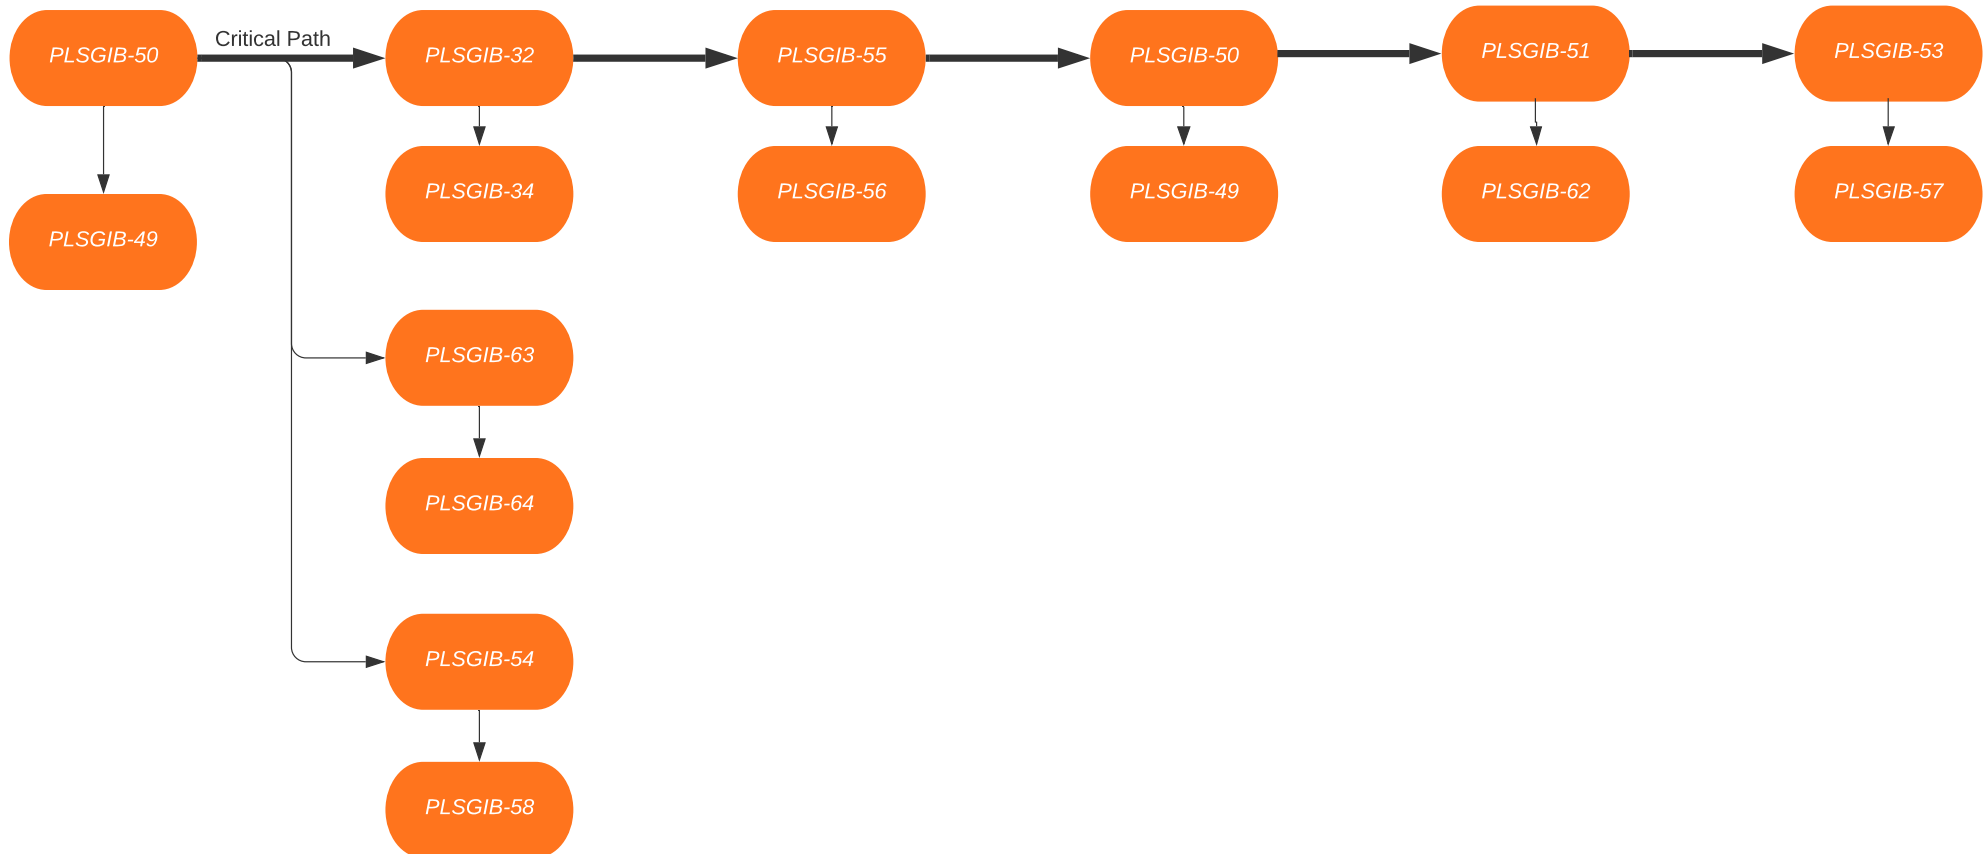 PLSGIB-50
Critical Path
PLSGIB-32
PLSGIB-55
PLSGIB-50
PLSGIB-51
PLSGIB-53
PLSGIB-49
PLSGIB-34
PLSGIB-56
PLSGIB-49
PLSGIB-62
PLSGIB-57
PLSGIB-63
PLSGIB-64
PLSGIB-54
PLSGIB-58